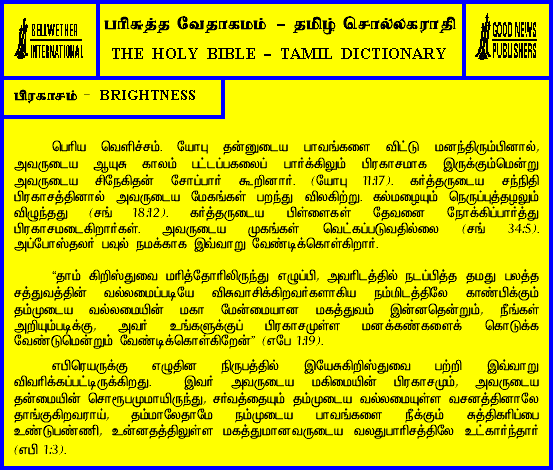 BELLWETHER
INTERNATIONAL
பரிசுத்த வேதாகமம் – தமிழ் சொல்லகராதி
THE HOLY BIBLE – TAMIL DICTIONARY
GOOD NEWS
PUBLISHERS
பிரகாசம் - BRIGHTNESS
பெரிய வெளிச்சம். யோபு தன்னுடைய பாவங்களை விட்டு மனந்திரும்பினால்,
அவருடைய ஆயுசு காலம் பட்டப்பகலைப் பார்க்கிலும் பிரகாசமாக இருக்கும்மென்று
அவருடைய சிநேகிதன் சோப்பார் கூறினார். (யோபு 11:17). கர்த்தருடைய சந்நிதி
பிரகாசத்தினால் அவருடைய மேகங்கள் பறந்து விலகிற்று. கல்மழையும் நெருப்புத்தழலும்
விழுந்தது (சங் 18:12). கர்த்தருடைய பிள்ளைகள் தேவனை நோக்கிப்பார்த்து
பிரகாசமடைகிறார்கள். அவருடைய முகங்கள் வெட்கப்படுவதில்லை (சங் 34:5).
அப்போஸ்தலர் பவுல் நமக்காக இவ்வாறு வேண்டிக்கொள்கிறார்.
“தாம் கிறிஸ்துவை மரித்தோரிலிருந்து எழுப்பி, அவரிடத்தில் நடப்பித்த தமது பலத்த
சத்துவத்தின் வல்லமைப்படியே விசுவாசிக்கிறவர்களாகிய நம்மிடத்திலே காண்பிக்கும்
தம்முடைய வல்லமையின் மகா மேன்மையான மகத்துவம் இன்னதென்றும், நீங்கள்
அறியும்படிக்கு, அவர் உங்களுக்குப் பிரகாசமுள்ள மனக்கண்களைக் கொடுக்க
வேண்டுமென்றும் வேண்டிக்கொள்கிறேன்” (எபே 1:19).
எபிரெயருக்கு எழுதின நிருபத்தில் இயேசுகிறிஸ்துவை பற்றி இவ்வாறு
விவரிக்கப்பட்டிருக்கிறது. இவர் அவருடைய மகிமையின் பிரகாசமும், அவருடைய
தன்மையின் சொரூபமுமாயிருந்து, சர்வத்தையும் தம்முடைய வல்லமையுள்ள வசனத்தினாலே
தாங்குகிறவராய், தம்மாலேதாமே நம்முடைய பாவங்களை நீக்கும் சுத்திகரிப்பை
உண்டுபண்ணி, உன்னதத்திலுள்ள மகத்துமானவருடைய வலதுபாரிசத்திலே உட்கார்ந்தார்
(எபி 1:3).